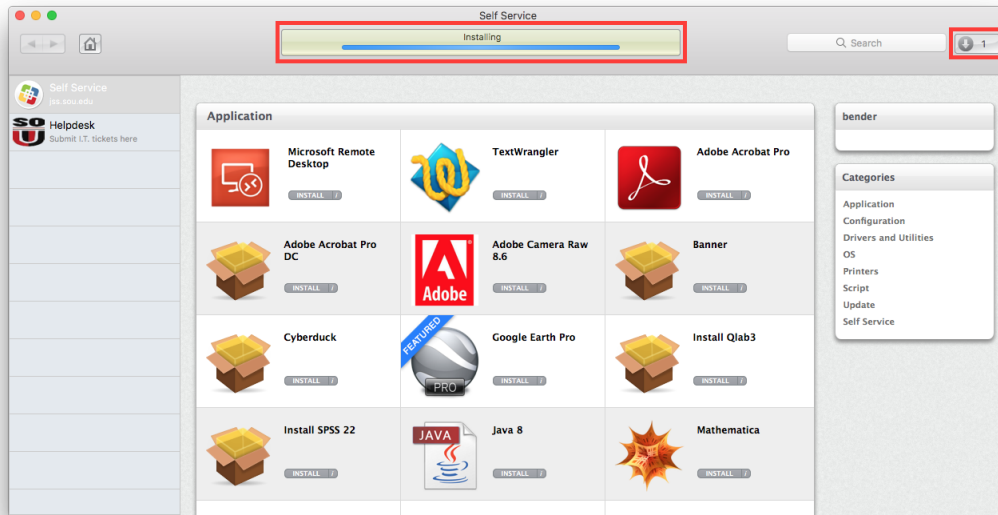 Self Service
Installing
Search
1
Self Service
jss.sou.edu
SO
U
Helpdesk
Submit I.T. tickets here
Application
Microsoft Remote
Desktop
INSTALL i
TextWrangler
INSTALL i
Adobe Acrobat Pro
INSTALL i
Adobe Acrobat Pro
DC
INSTALL i
Adobe
Adobe Camera Raw
8.6
INSTALL i
Banner
INSTALL i
Cyberduck
INSTALL i
FEATURED
PRO
Google Earth Pro
INSTALL i
Install Qlab3
INSTALL i
Install SPSS 22
INSTALL i
JAVA
Java 8
INSTALL i
Mathematica
INSTALL i
bender
Categories
Application
Configuration
Drivers and Utilities
OS
Printers
Script
Update
Self Service